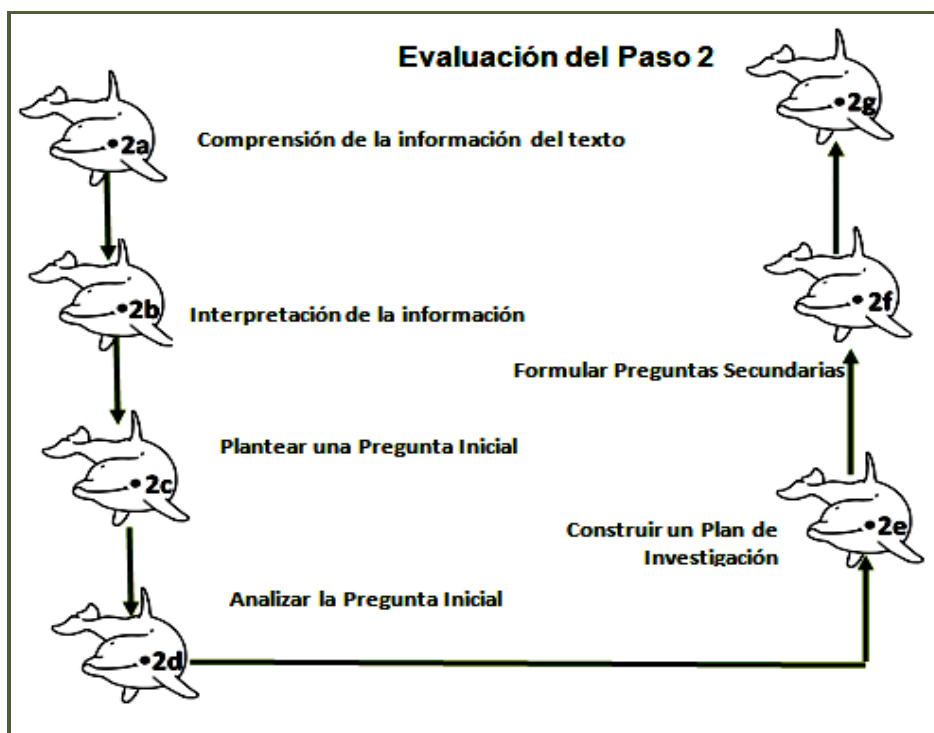 Evaluación del Paso 2
2a
Comprensión de la información del texto
2b
Interpretación de la información
2c
Plantear una Pregunta Inicial
2d
Analizar la Pregunta Inicial
2e
Construir un Plan de
Investigación
2f
Formular Preguntas Secundarias
2g